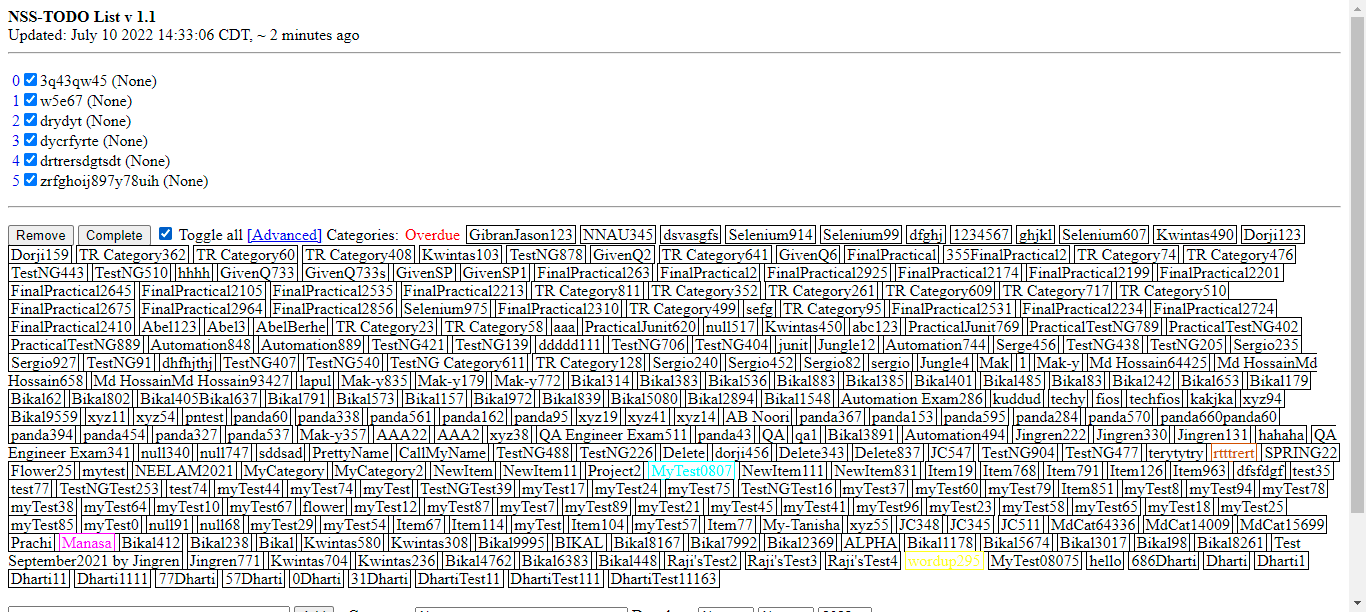 NSS-TODO List v 1.1
Updated: July 10 2022 14:33:06 CDT, ~ 2 minutes ago
0 3q43qw45 (None)
1 w5e67 (None)
2 drydyt (None)
3 dycrfyrte (None)
4 drtrersdgtsdt (None)
5 zrfghoij897y78uih (None)
Remove Complete Toggle all [Advanced] Categories: Overdue GibranJason123 NNAU345 dsvasgfs Selenium914 Selenium99 dfghj 1234567 ghjkl Selenium607 Kwintas490 Dorji123
Dorji159 TR Category362 TR Category60 TR Category408 Kwintas103 TestNG878 GivenQ2 TR Category641 GivenQ6 FinalPractical 355FinalPractical2 TR Category74 TR Category476
TestNG443 TestNG510 hhhh GivenQ733 GivenQ733s GivenSP GivenSP1 FinalPractical263 FinalPractical2 FinalPractical2925 FinalPractical2174 FinalPractical2199 FinalPractical2201
FinalPractical2645 FinalPractical2105 FinalPractical2535 FinalPractical2213 TR Category811 TR Category352 TR Category261 TR Category609 TR Category717 TR Category510
FinalPractical2675 FinalPractical2964 FinalPractical2856 Selenium975 FinalPractical2310 TR Category499 sefg TR Category95 FinalPractical2531 FinalPractical2234 FinalPractical2724
FinalPractical2410 Abel123 Abel3 AbelBerhe TR Category23 TR Category58 aaa PracticalJunit620 null517 Kwintas450 abc123 PracticalJunit769 PracticalTestNG789 PracticalTestNG402
PracticalTestNG889 Automation848 Automation889 TestNG421 TestNG139 ddddd111 TestNG706 TestNG404 junit Jungle12 Automation744 Serge456 TestNG438 TestNG205 Sergio235
Sergio927 TestNG91 dhfhjthj TestNG407 TestNG540 TestNG Category611 TR Category128 Sergio240 Sergio452 Sergio82 sergio Jungle4 Mak 1 Mak-y Md Hossain64425 Md HossainMd
Hossain658 Md HossainMd Hossain93427 lapul Mak-y835 Mak-y179 Mak-y772 Bikal314 Bikal383 Bikal536 Bikal883 Bikal385 Bikal401 Bikal485 Bikal83 Bikal242 Bikal653 Bikal179
Bikal62 Bikal802 Bikal405Bikal637 Bikal791 Bikal573 Bikal157 Bikal972 Bikal839 Bikal5080 Bikal2894 Bikal1548 Automation Exam286 kuddud techy fios techfios kakjka xyz94
Bikal9559 xyz11 xyz54 pntest panda60 panda338 panda561 panda162 panda95 xyz19 xyz41 xyz14 AB Noori panda367 panda153 panda595 panda284 panda570 panda660panda60
panda394 panda454 panda327 panda537 Mak-y357 AAA22 AAA2 xyz38 QA Engineer Exam511 panda43 QA qa1 Bikal3891 Automation494 Jingren222 Jingren330 Jingren131 hahaha QA
Engineer Exam341 null340 null747 sddsad PrettyName CallMyName TestNG488 TestNG226 Delete dorji456 Delete343 Delete837 JC547 TestNG904 TestNG477 terytytry rtttrert SPRING22
Flower25 mytest NEELAM2021 MyCategory MyCategory2 NewItem NewItem11 Project2 MyTest0807 NewItem111 NewItem831 Item19 Item768 Item791 Item126 Item963 dfsfdgf test35
test77 TestNGTest253 test74 myTest44 myTest74 myTest TestNGTest39 myTest17 myTest24 myTest75 TestNGTest16 myTest37 myTest60 myTest79 Item851 myTest8 myTest94 myTest78
myTest38 myTest64 myTest10 myTest67 flower myTest12 myTest87 myTest7 myTest89 myTest21 myTest45 myTest41 myTest96 myTest23 myTest58 myTest65 myTest18 myTest25
myTest85 myTest0 null91 null68 myTest29 myTest54 Item67 Item114 myTest Item104 myTest57 Item77 My-Tanisha xyz55 JC348 JC345 JC511 MdCat64336 MdCat14009 MdCat15699
Prachi Manasa Bikal412 Bikal238 Bikal Kwintas580 Kwintas308 Bikal9995 BIKAL Bikal8167 Bikal7992 Bikal2369 ALPHA Bikal1178 Bikal5674 Bikal3017 Bikal98 Bikal8261 Test
September2021 by Jingren Jingren771 Kwintas704 Kwintas236 Bikal4762 Bikal6383 Bikal448 Raji'sTest2 Raji'sTest3 Raji'sTest4 wordup295 MyTest08075 hello 686Dharti Dharti Dharti1
Dharti11 Dharti1111 77Dharti 57Dharti 0Dharti 31Dharti DhartiTest11 DhartiTest111 DhartiTest11163